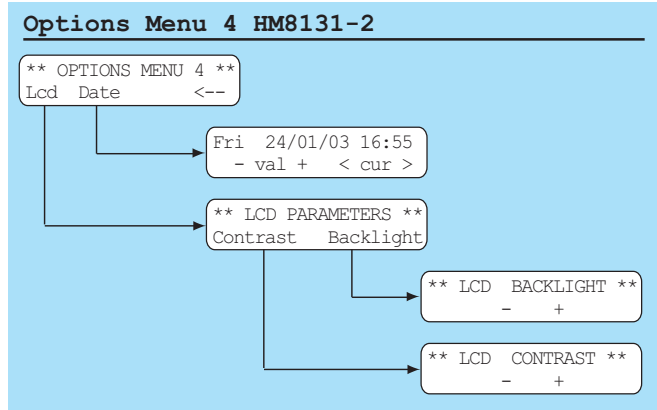 Options Menu 4 HM8131-2
** OPTIONS MENU 4 **
Lcd Date <--
Fri 24/01/03 16:55
- val + < cur >
** LCD PARAMETERS **
Contrast Backlight
** LCD BACKLIGHT **
- +
** LCD CONTRAST **
- +